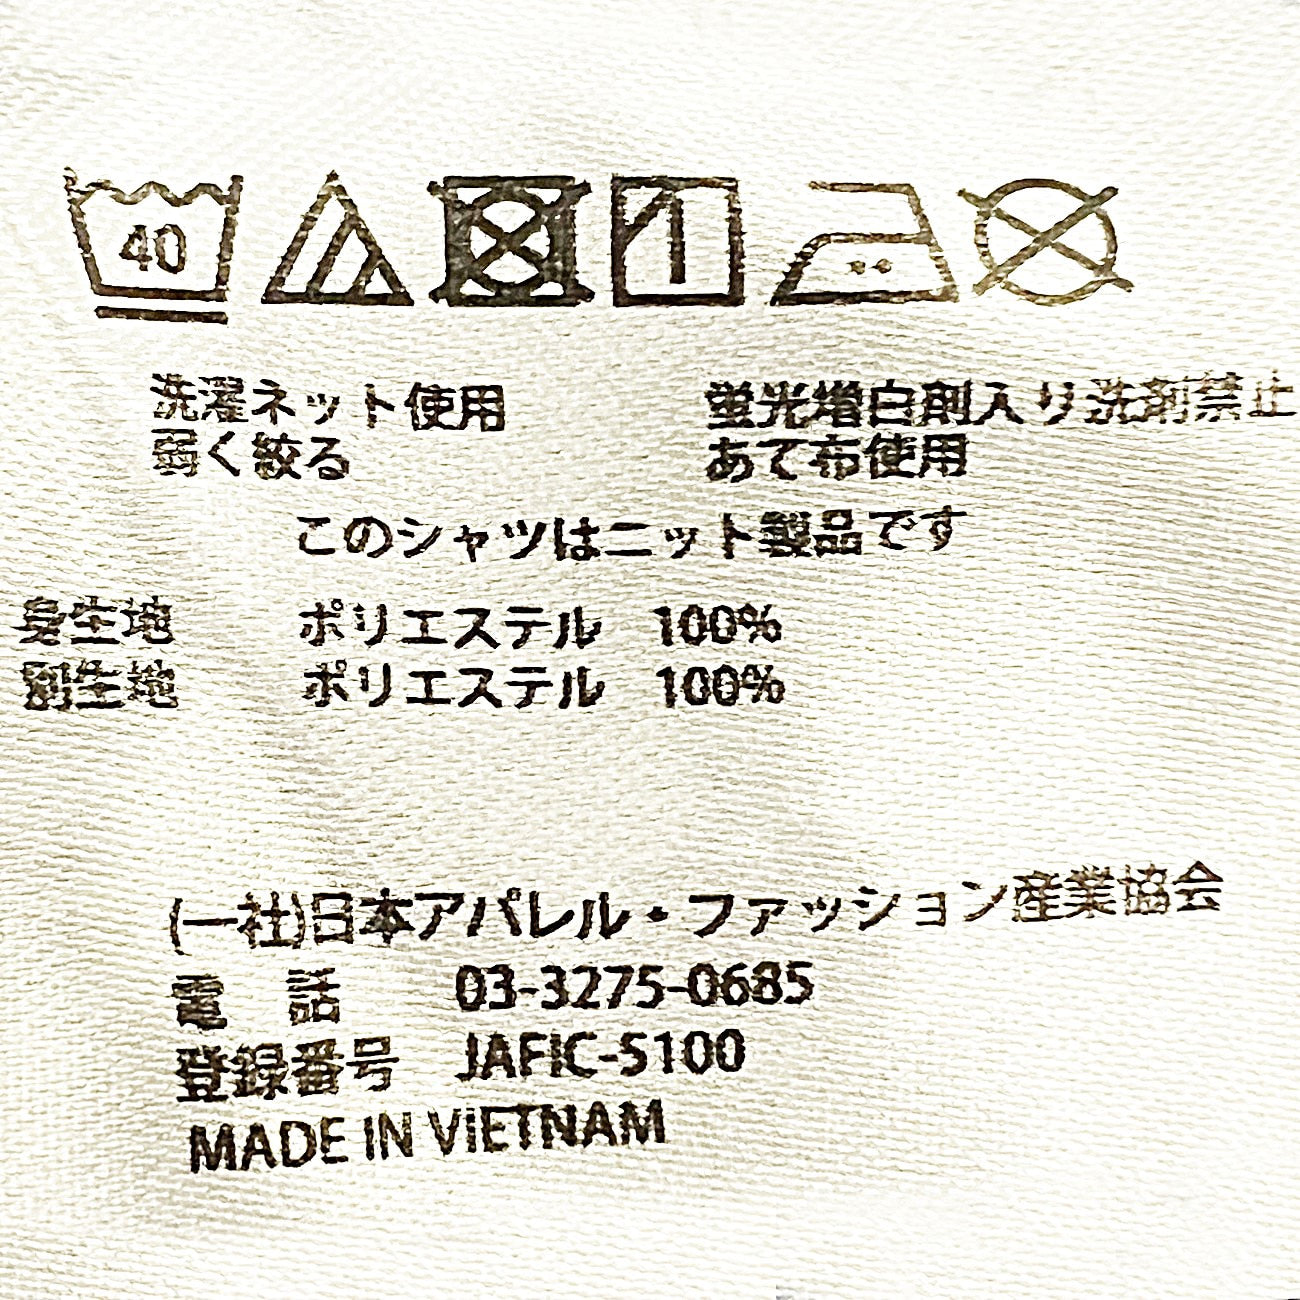 40
洗濯ネット使用
弱く絞る
蛍光増白剤入り洗剤禁止
あて布使用
このシャツはニット製品です
身生地 ポリエステル 100%
別生地 ポリエステル 100%
(一社)日本アパレル・ファッション産業協会
電 話 03-3275-0685
登録番号 JAFIC-5100
MADE IN VIETNAM